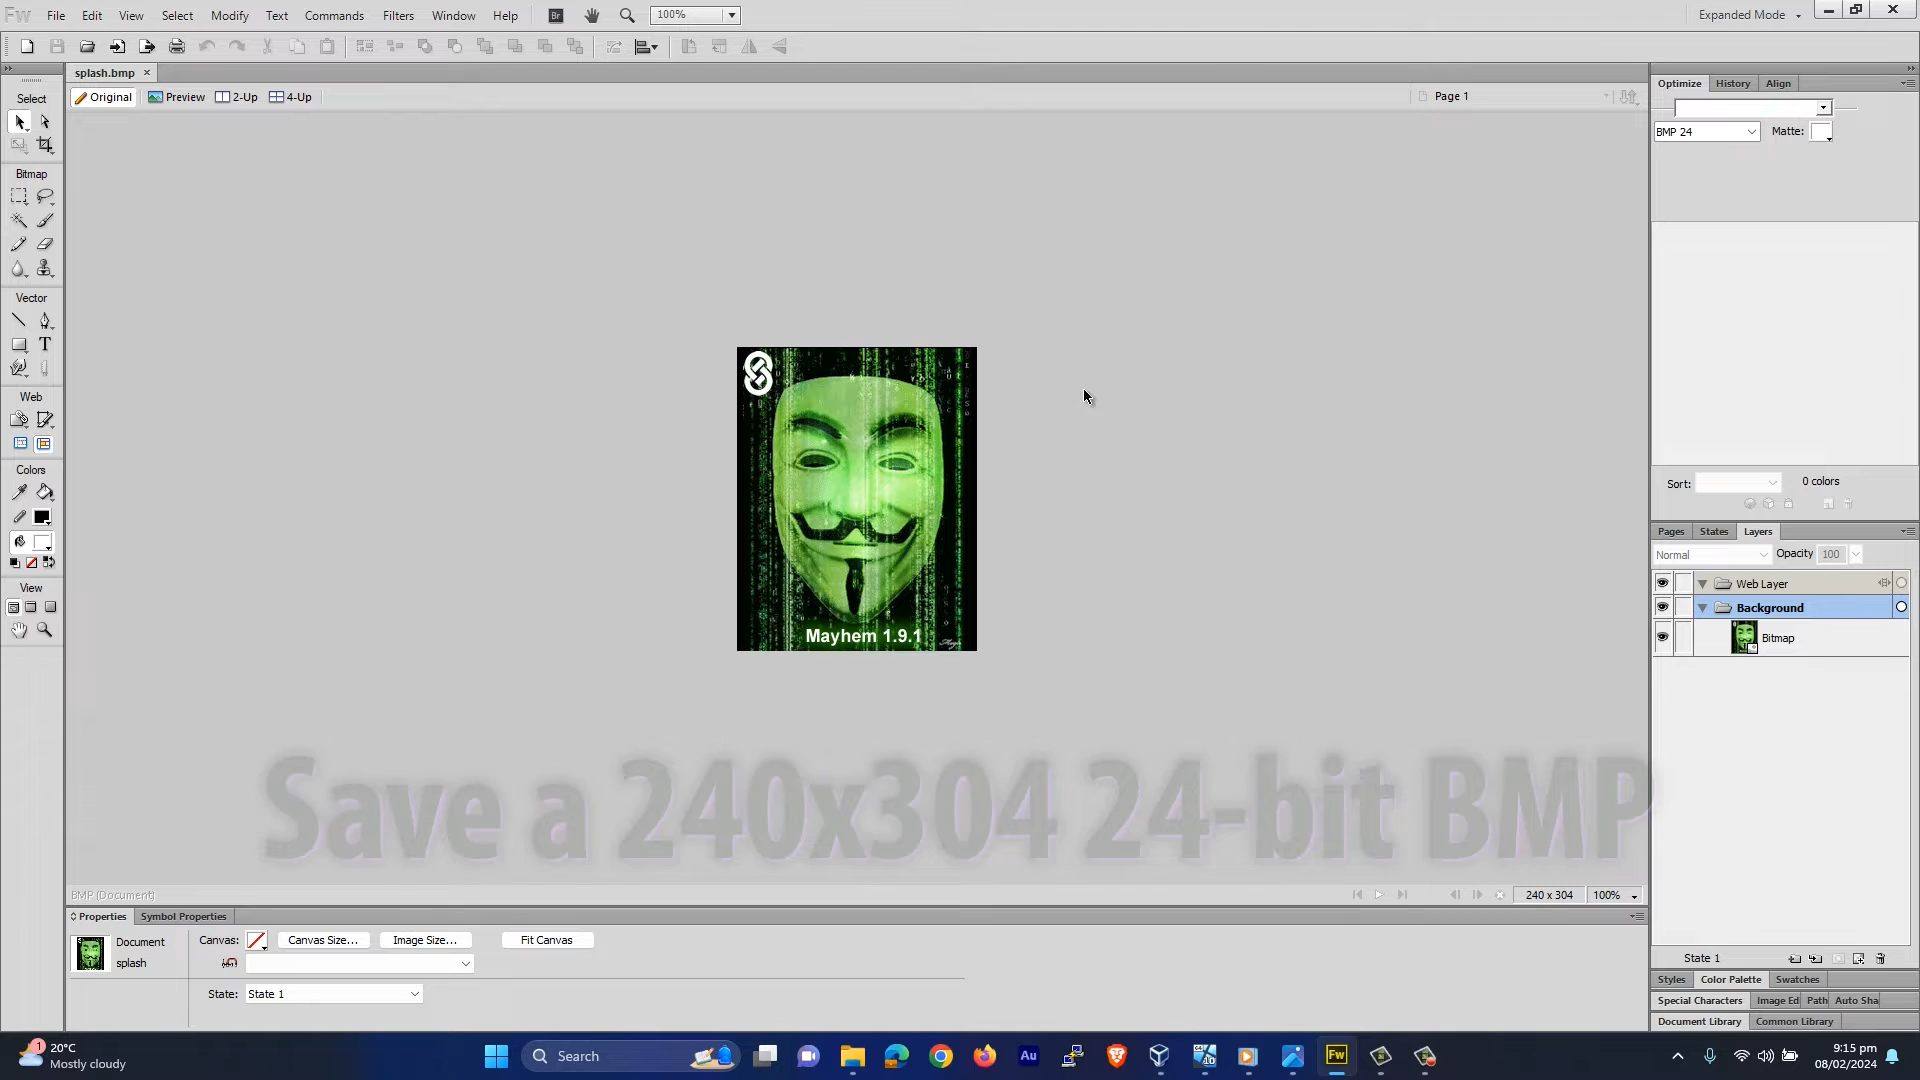 Fw File Edit View Select Modify Text Commands Filters Window Help Br 100% Expanded Mode
splash.bmp
Original Preview 2-Up 4-Up Page 1
Select
Bitmap
Vector
T
Web
Colors
View
Optimize History Align
BMP 24 Matte:
Sort: 0 colors
Pages States Layers
Normal Opacity 100
Web Layer
Background
Bitmap
State 1
Styles Color Palette Swatches
Special Characters Image Ed Path Auto Sha
Document Library Common Library
Mayhem 1.9.1
Save a 240x304 24-bit BMP
BMP (Document) 240 x 304 100%
Properties Symbol Properties
Document
splash
Canvas: Canvas Size... Image Size... Fit Canvas
State: State 1
1
20°C
Mostly cloudy
Search
Au
Fw
9:15 pm
08/02/2024